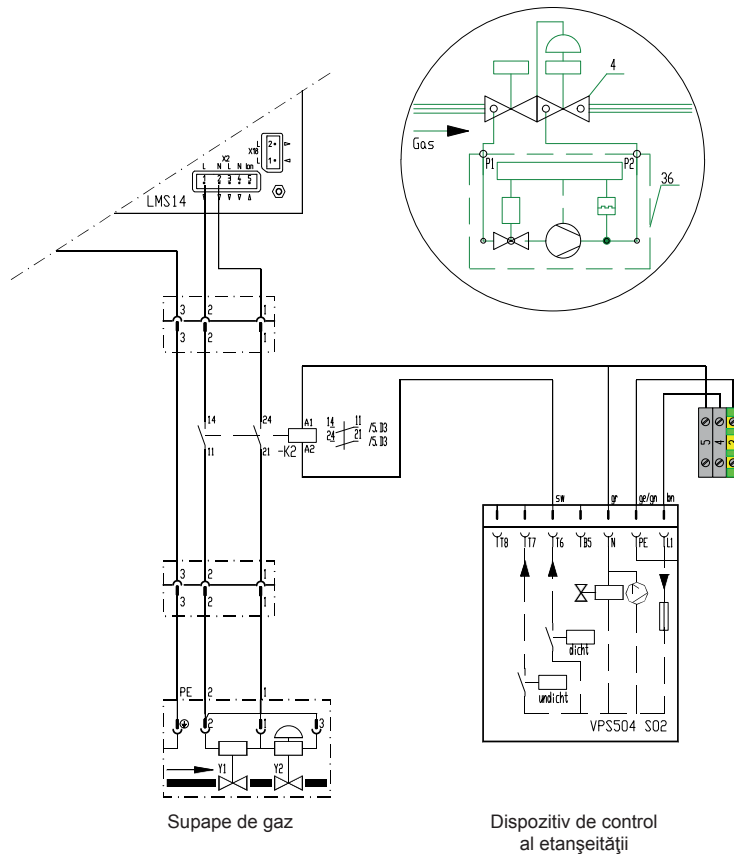 4
Gas
P1
P2
36
L
X18
L
2
1
X2
L N L N Ion
1 2 3 4 5
LMS14
3 2 1
3 2 1
14
11
24
21
-K2
A1
A2
14 11 /5.D3
24 21 /5.D3
5
4
sw gr ge/gn bn
T8 T7 T6 B5 N PE L1
dicht
undicht
VPS504 S02
3 2 1
3 2 1
PE 2 1
2 1 3
Y1 Y2
Supape de gaz
Dispozitiv de control
al etanşeităţii